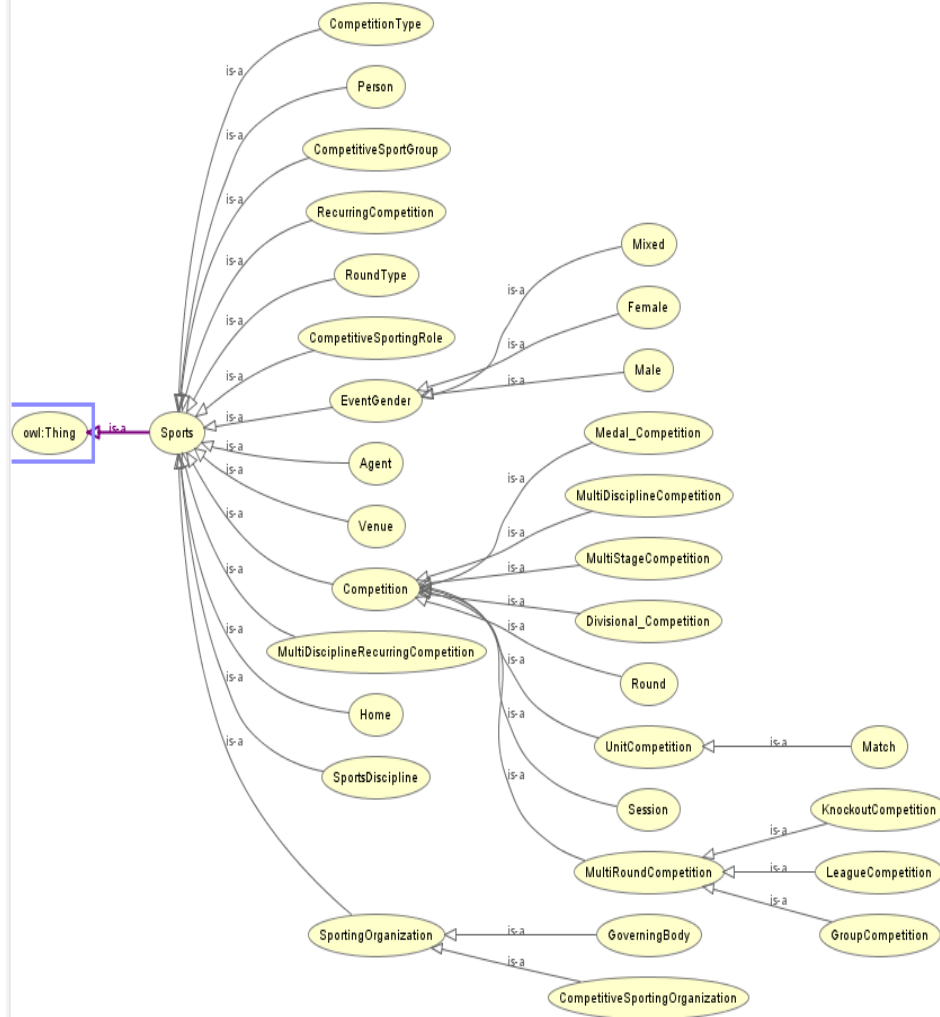 CompetitionType
is-a
Person
is-a
CompetitiveSportGroup
is-a
RecurringCompetition
is-a
RoundType
is-a
CompetitiveSportingRole
is-a
EventGender
is-a
Mixed
is-a
Female
is-a
Male
is-a
owl:Thing
is-a
Sports
Agent
is-a
Venue
is-a
Competition
is-a
Medal_Competition
is-a
MultiDisciplineCompetition
is-a
MultiStageCompetition
is-a
Divisional_Competition
is-a
Round
is-a
UnitCompetition
is-a
Match
is-a
Session
is-a
MultiRoundCompetition
is-a
KnockoutCompetition
is-a
LeagueCompetition
is-a
GroupCompetition
is-a
MultiDisciplineRecurringCompetition
is-a
Home
is-a
SportsDiscipline
is-a
SportingOrganization
is-a
GoverningBody
is-a
CompetitiveSportingOrganization
is-a